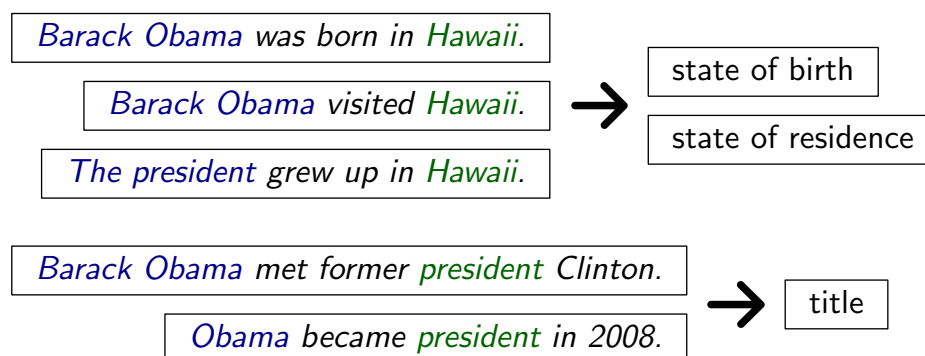 Barack Obama was born in Hawaii.
Barack Obama visited Hawaii.
The president grew up in Hawaii.
state of birth
state of residence
Barack Obama met former president Clinton.
Obama became president in 2008.
title